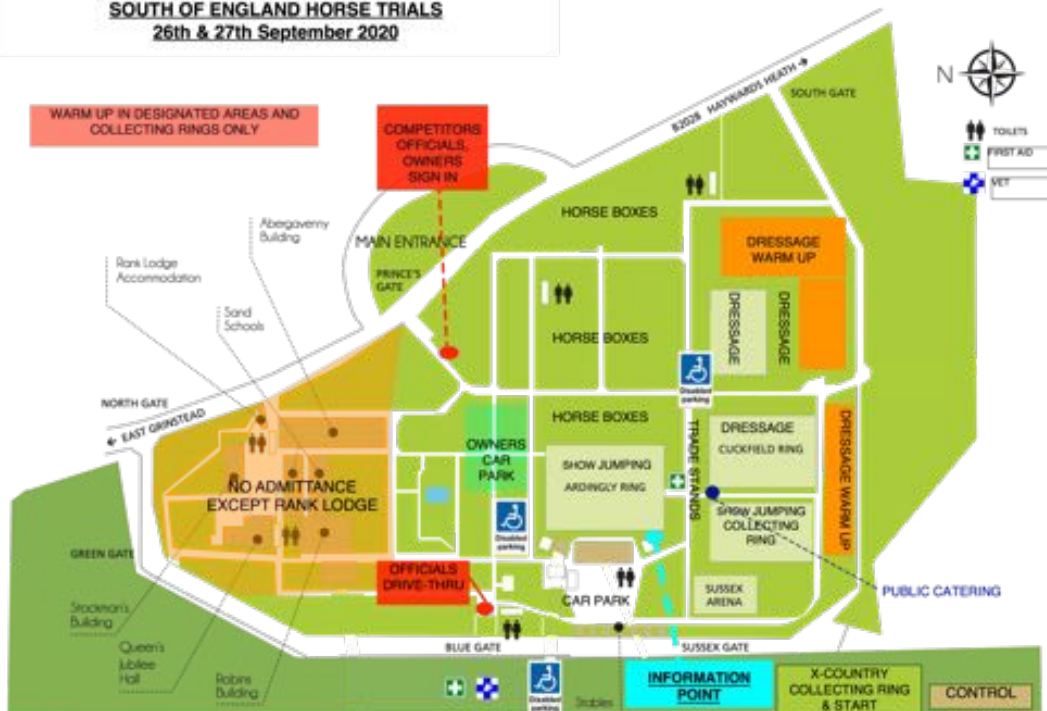 SOUTH OF ENGLAND HORSE TRIALS
26th & 27th September 2020
WARM UP IN DESIGNATED AREAS AND
COLLECTING RINGS ONLY
COMPETITORS
OFFICIALS,
OWNERS
SIGN IN
B2028 HAYWARDS HEATH →
SOUTH GATE
N
TOILETS
FIRST AID
VET
Abergavenny
Building
MAIN ENTRANCE
PRINCE'S
GATE
Rank Lodge
Accommodation
Sand
Schools
HORSE BOXES
DRESSAGE
WARM UP
DRESSAGE
DRESSAGE
HORSE BOXES
Disabled
parking
NORTH GATE
← EAST GRINSTEAD
HORSE BOXES
OWNERS
CAR
PARK
TRADE STANDS
DRESSAGE
CUCKFIELD RING
DRESSAGE WARM UP
SHOW JUMPING
ARDINGLY RING
NO ADMITTANCE
EXCEPT RANK LODGE
Disabled
parking
SHOW JUMPING
COLLECTING
RING
GREEN GATE
OFFICIALS
DRIVE-THRU
CAR PARK
SUSSEX
ARENA
PUBLIC CATERING
Stockman's
Building
Queen's
Jubilee
Hall
Robins
Building
BLUE GATE
SUSSEX GATE
Disabled
parking
Stables
INFORMATION
POINT
X-COUNTRY
COLLECTING RING
& START
CONTROL